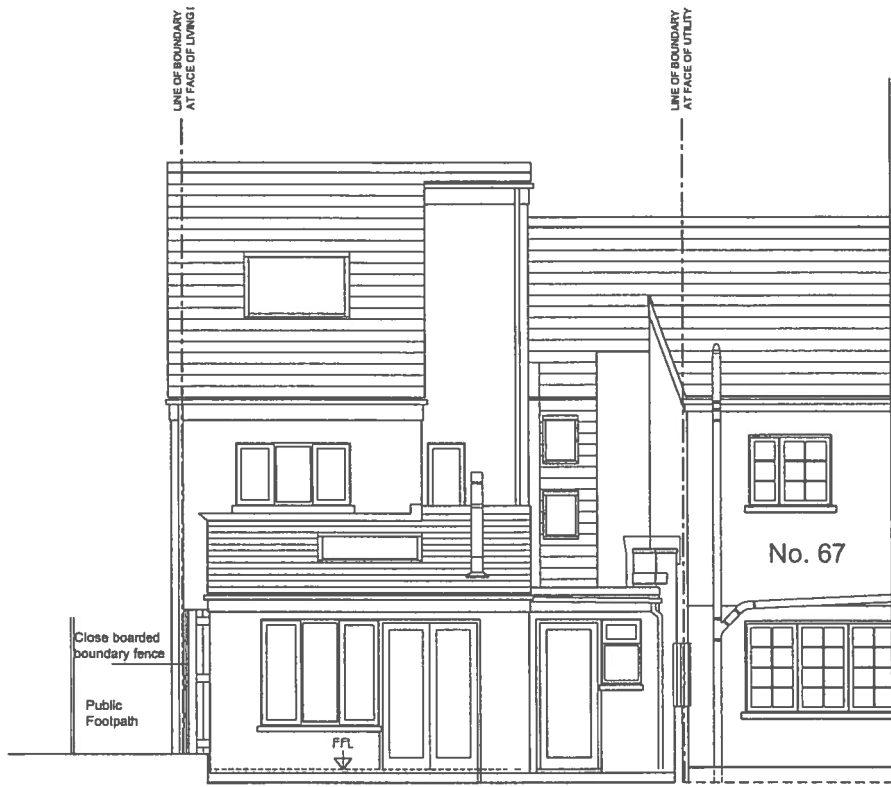 LINE OF BOUNDARY
AT FACE OF LIVING
LINE OF BOUNDARY
AT FACE OF UTILITY
No. 67
Close boarded
boundary fence
Public
Footpath
FFL